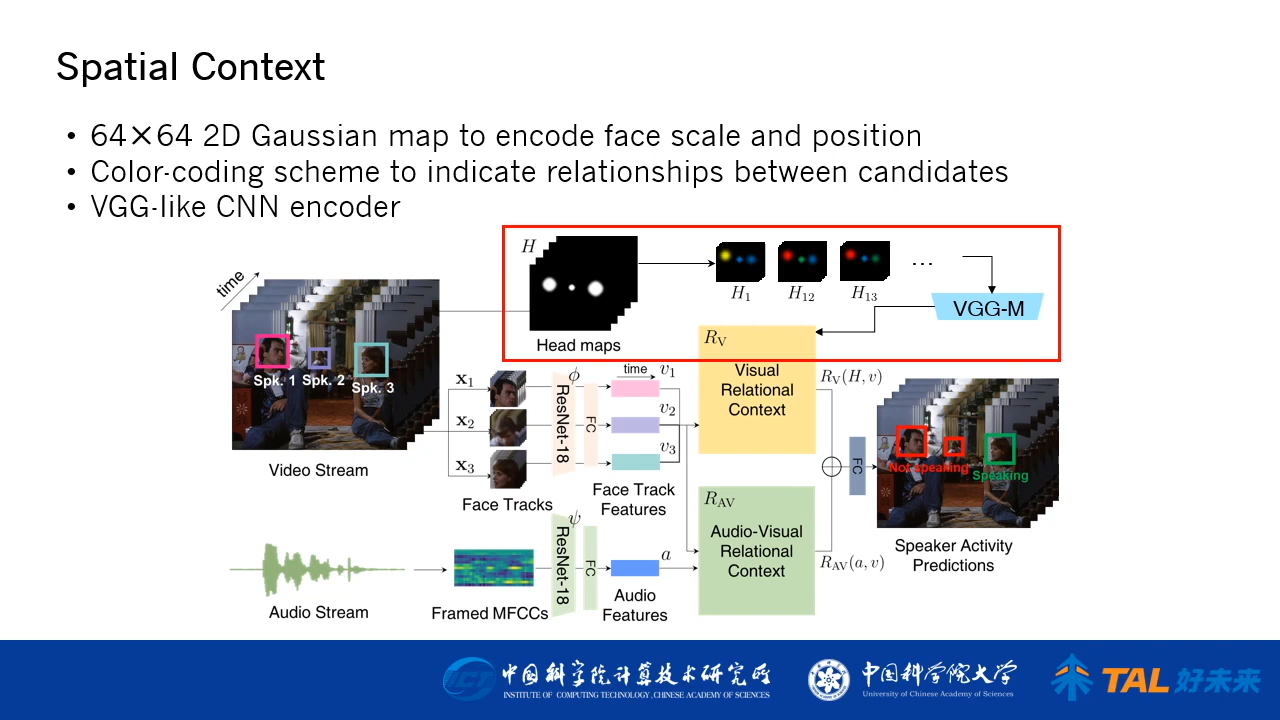 Spatial Context
• 64×64 2D Gaussian map to encode face scale and position
• Color-coding scheme to indicate relationships between candidates
• VGG-like CNN encoder
H
Head maps
H1
H12
H13
...
VGG-M
time
Spk. 1
Spk. 2
Spk. 3
Video Stream
x1
x2
x3
Face Tracks
ϕ
ResNet-18
FC
time
v1
v2
v3
Face Track
Features
RV
Visual
Relational
Context
RV(H, v)
RAV
Audio-Visual
Relational
Context
RAV(a, v)
FC
Not speaking
Speaking
Speaker Activity
Predictions
Audio Stream
Framed MFCCs
ψ
ResNet-18
FC
a
Audio
Features
ICT
中国科学院计算技术研究所
INSTITUTE OF COMPUTING TECHNOLOGY, CHINESE ACADEMY OF SCIENCES
中国科学院大学
University of Chinese Academy of Sciences
TAL 好未来